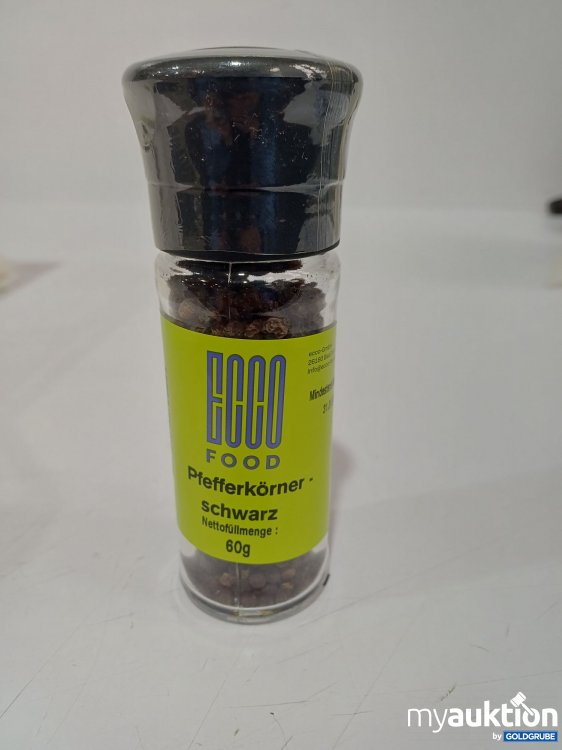 ECCO
FOOD
Pfefferkörner -
schwarz
Nettofüllmenge :
60g
myauktion
by GOLDGRUBE